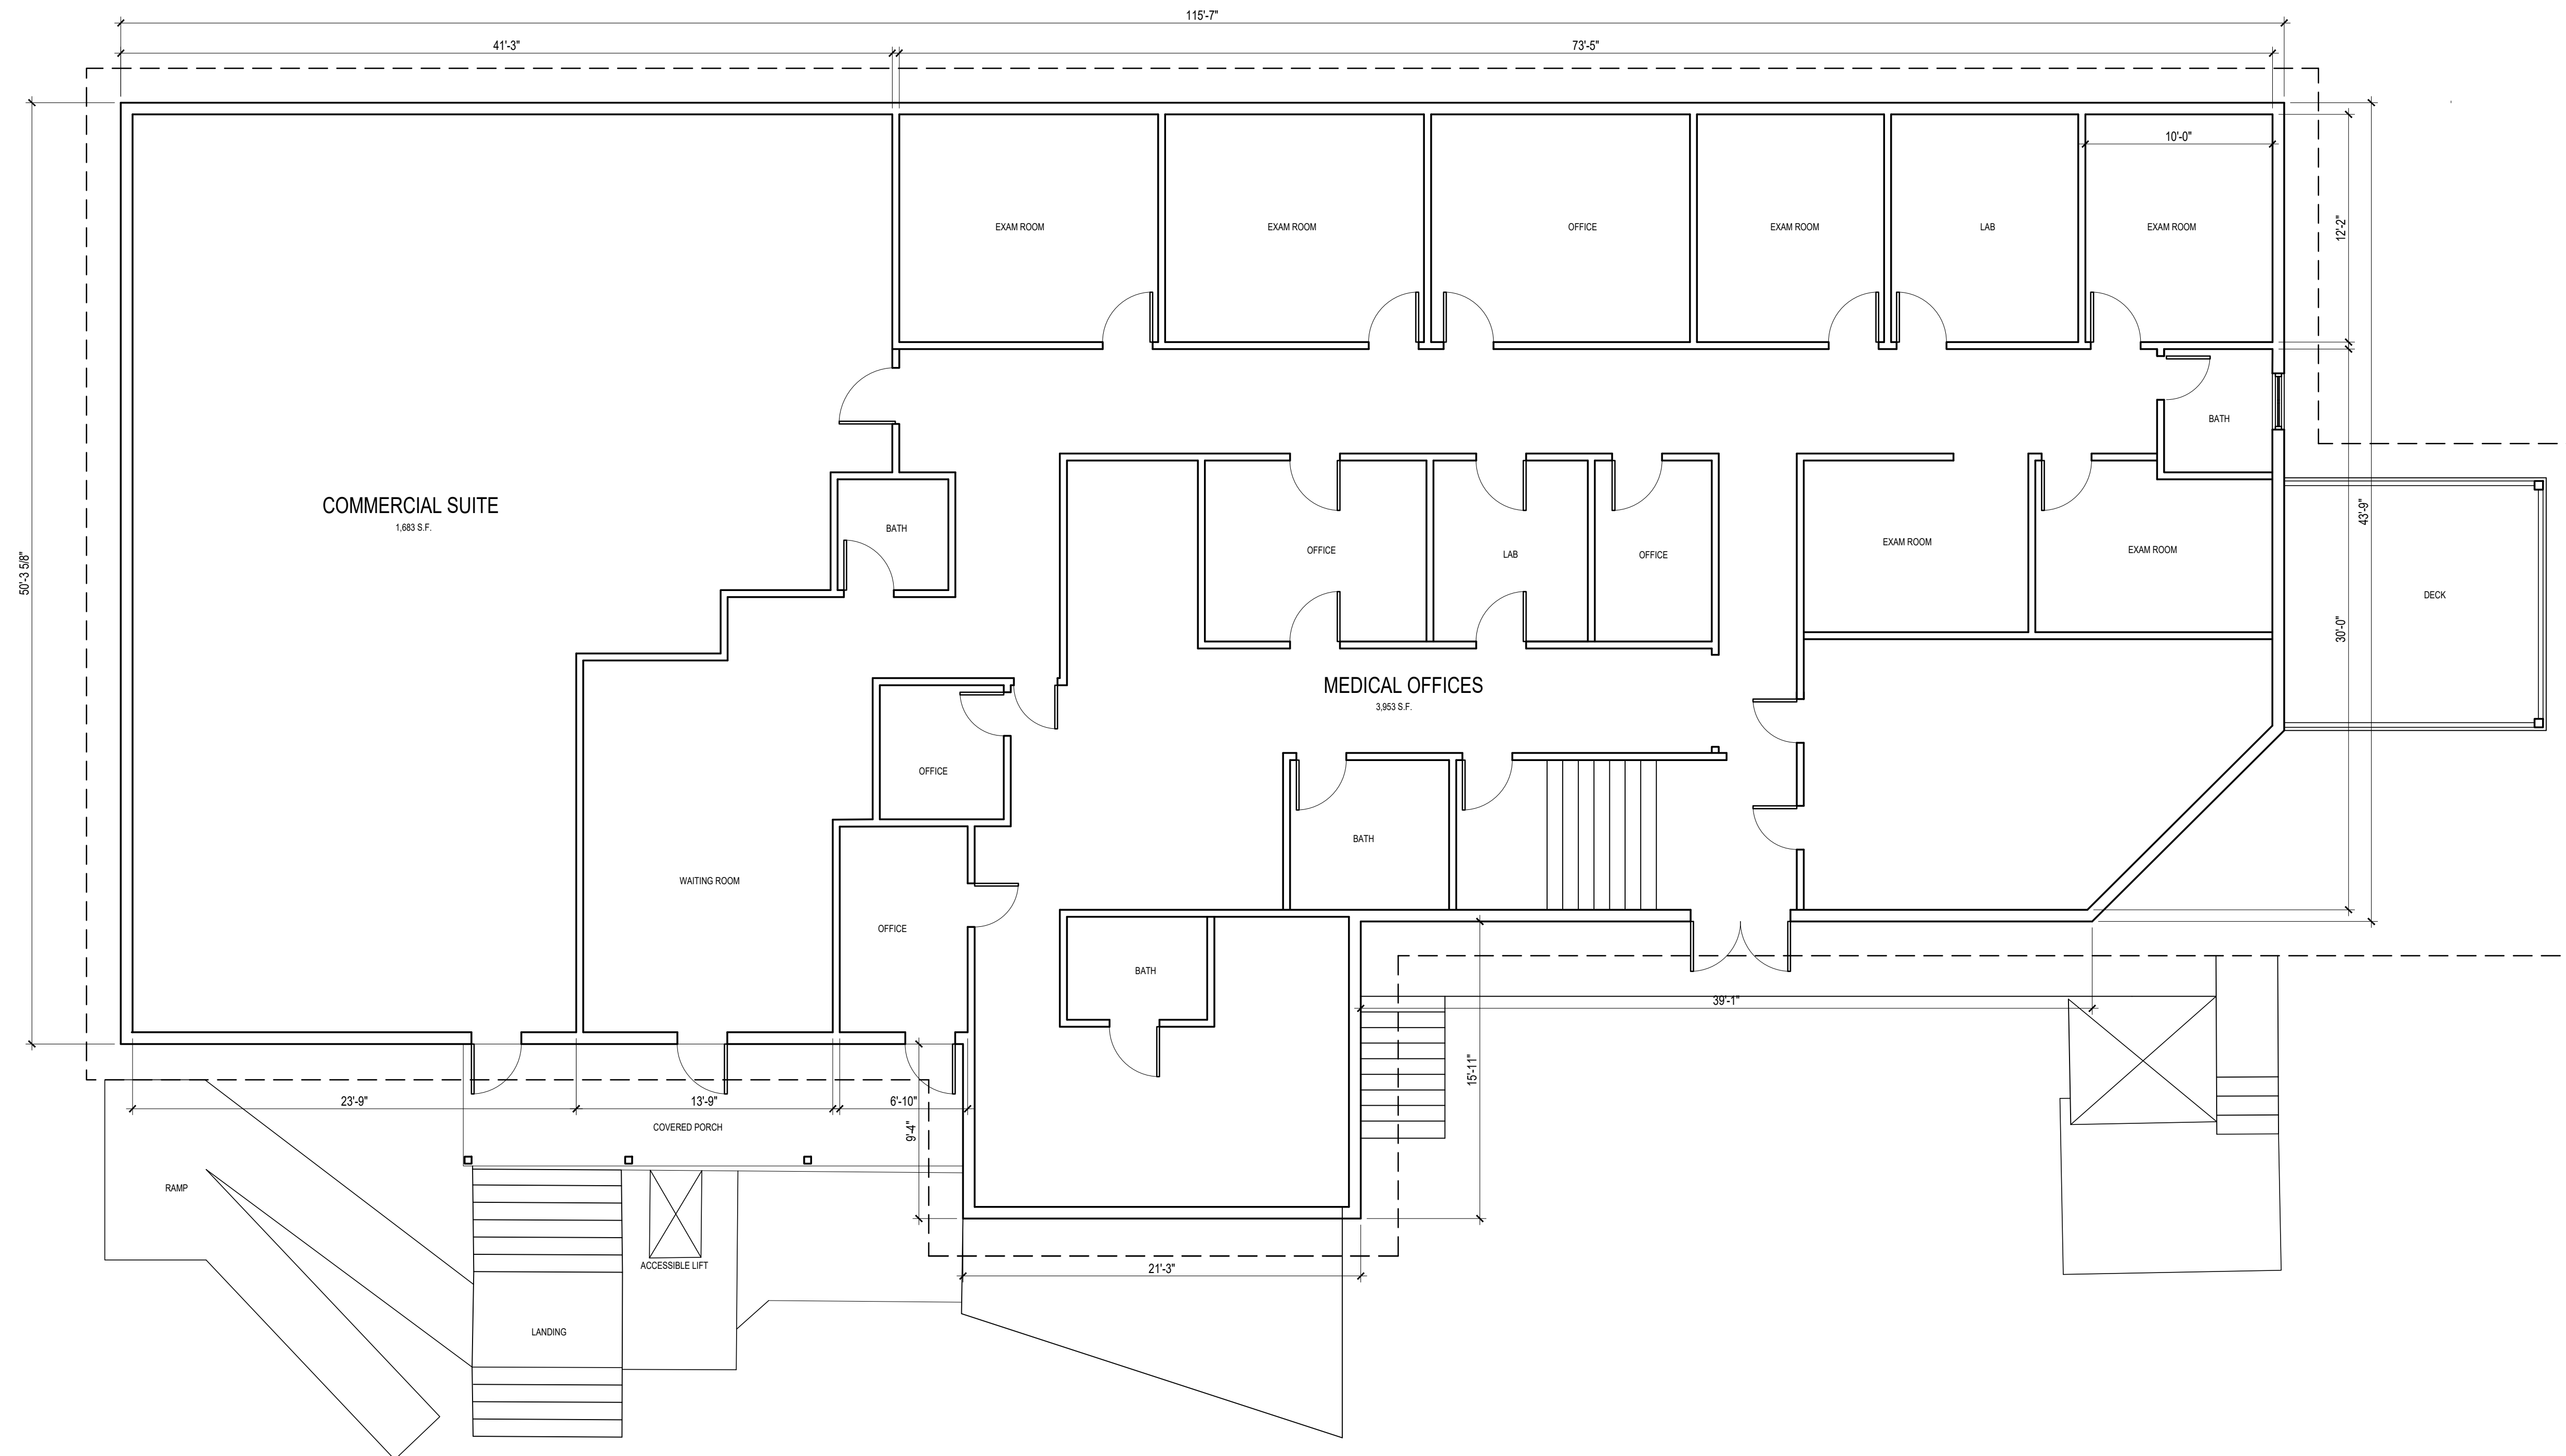 115'-7"
41'-3"
73'-5"
10'-0"
12'-2"
EXAM ROOM
EXAM ROOM
OFFICE
EXAM ROOM
LAB
EXAM ROOM
BATH
COMMERCIAL SUITE
1,683 S.F.
43'-9"
BATH
EXAM ROOM
OFFICE
LAB
OFFICE
EXAM ROOM
50'-3 5/8"
DECK
30'-0"
MEDICAL OFFICES
3,953 S.F.
OFFICE
BATH
WAITING ROOM
OFFICE
BATH
39'-1"
15'-11"
23'-9"
13'-9"
6'-10"
9'-4"
COVERED PORCH
RAMP
ACCESSIBLE LIFT
21'-3"
LANDING